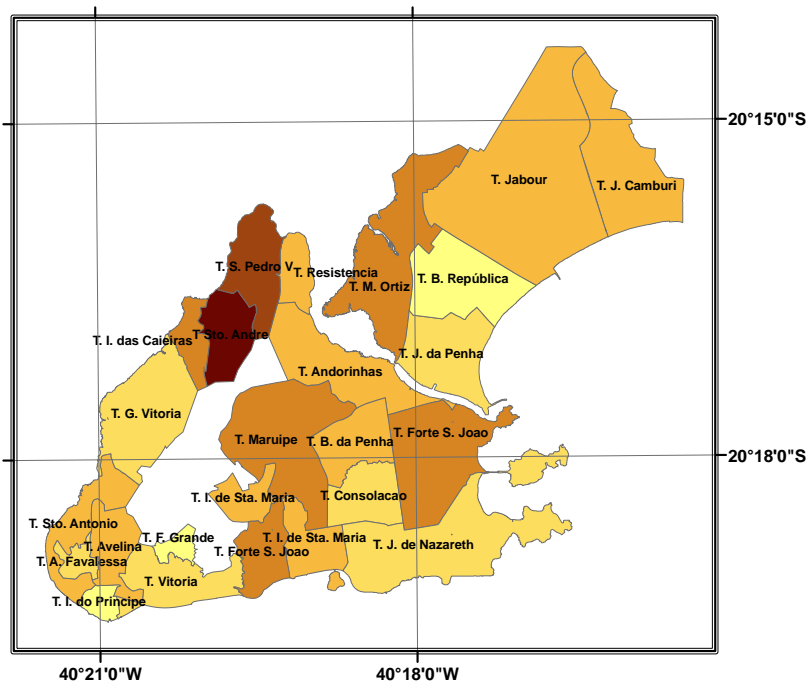 20°15'0"S
T. Jabour
T. J. Camburi
T. S. Pedro V
T. Resistencia
T. B. República
T. M. Ortiz
T Sto. Andre
T. I. das Caieiras
T. J. da Penha
T. Andorinhas
T. G. Vitoria
T. Forte S. Joao
T. Maruipe
T. B. da Penha
20°18'0"S
T. I. de Sta. Maria
T. Consolacao
T. Sto. Antonio
T. F. Grande
T. I. de Sta. Maria
T. Avelina
T. Forte S. Joao
T. J. de Nazareth
T. A. Favalessa
T. Vitoria
T. I. do Principe
40°21'0"W
40°18'0"W